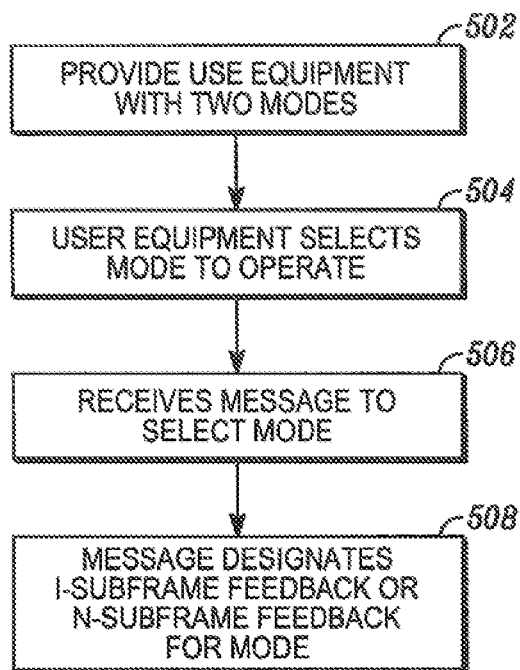 502
PROVIDE USE EQUIPMENT
WITH TWO MODES
504
USER EQUIPMENT SELECTS
MODE TO OPERATE
506
RECEIVES MESSAGE TO
SELECT MODE
508
MESSAGE DESIGNATES
I-SUBFRAME FEEDBACK OR
N-SUBFRAME FEEDBACK
FOR MODE